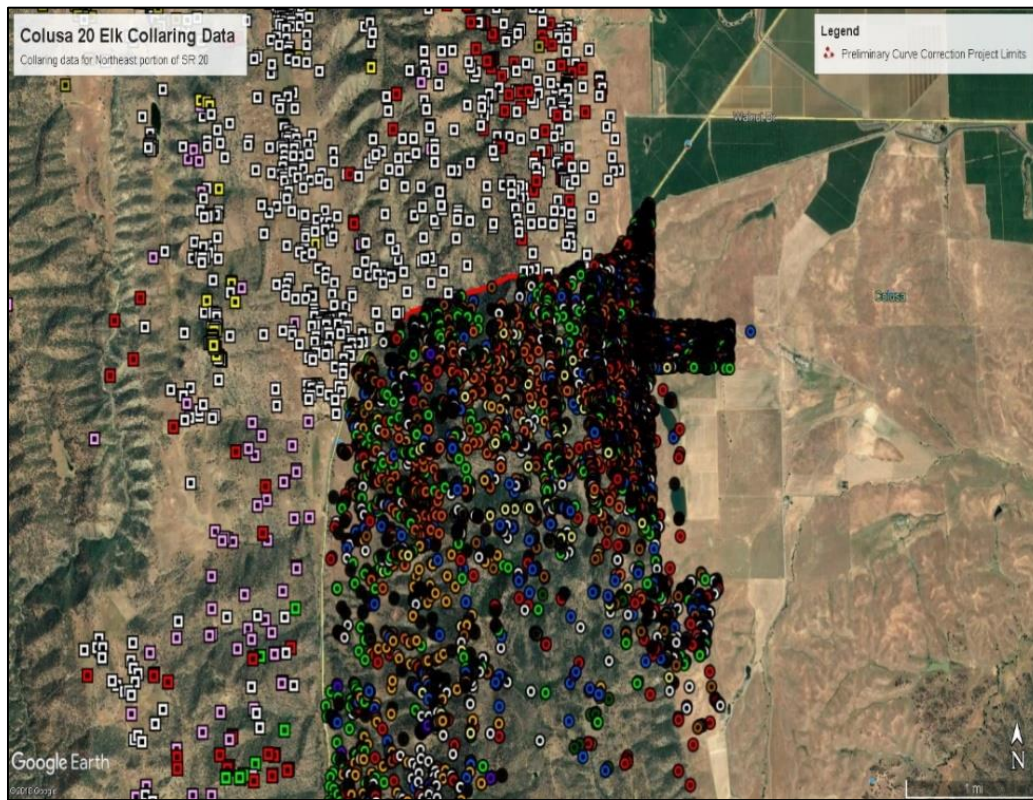 Colusa 20 Elk Collaring Data
Collaring data for Northeast portion of SR 20
Legend
Preliminary Curve Correction Project Limits
Colusa
Google Earth
N
1 mi